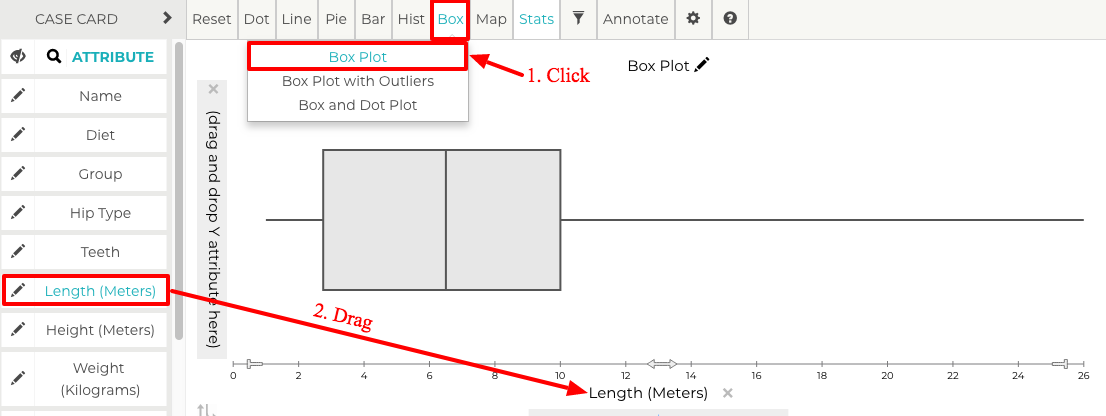 CASE CARD
Reset Dot Line Pie Bar Hist Box Map Stats Annotate
ATTRIBUTE
Name
Diet
Group
Hip Type
Teeth
Length (Meters)
Height (Meters)
Weight
(Kilograms)
Box Plot
Box Plot with Outliers
Box and Dot Plot
1. Click
Box Plot
(drag and drop Y attribute here)
2. Drag
0 2 4 6 8 10 12 14 16 18 20 22 24 26
Length (Meters)